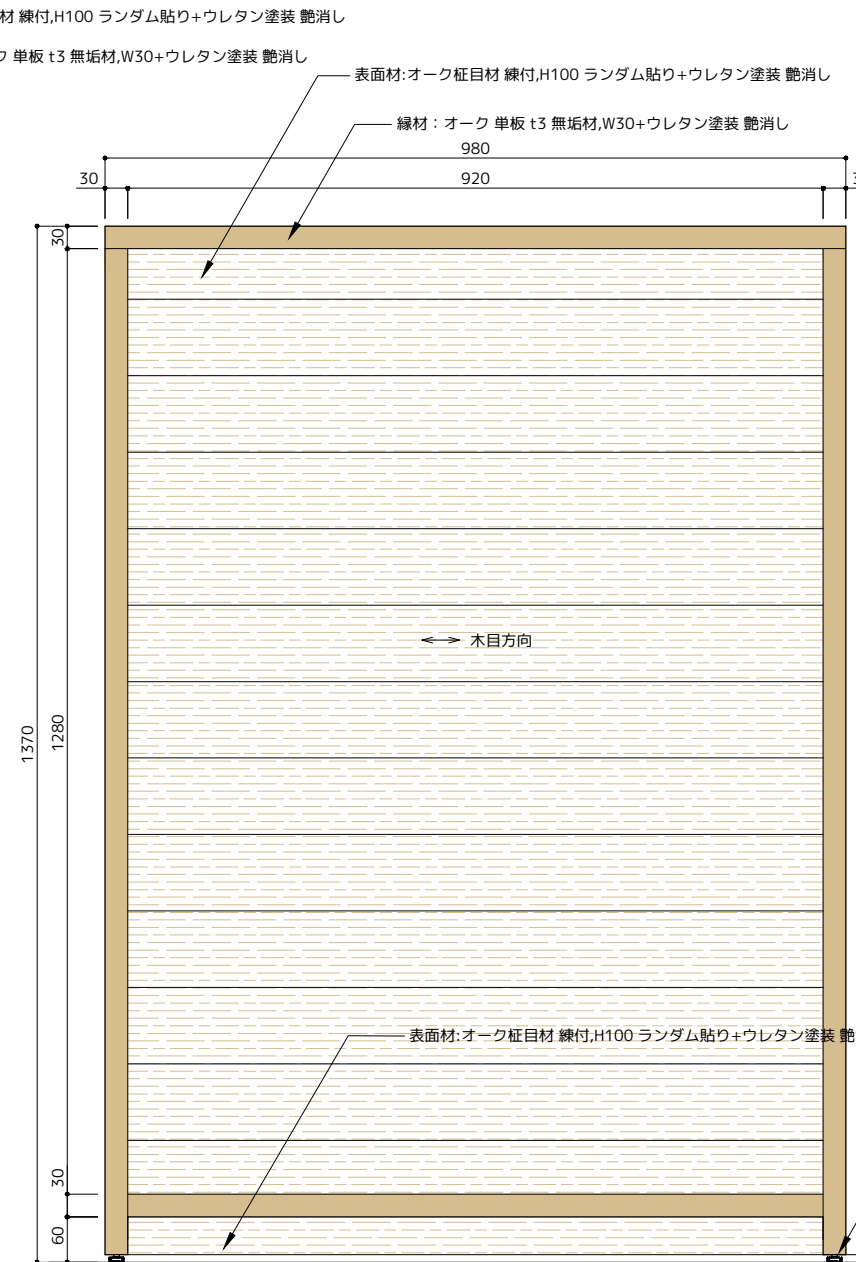 材 練付,H100 ランダム貼り+ウレタン塗装 艶消し
単板 t3 無垢材,W30+ウレタン塗装 艶消し
表面材:オーク柾目材 練付,H100 ランダム貼り+ウレタン塗装 艶消し
縁材：オーク 単板 t3 無垢材,W30+ウレタン塗装 艶消し
980
30
920
30
木目方向
1370
1280
表面材:オーク柾目材 練付,H100 ランダム貼り+ウレタン塗装 艶
30
60